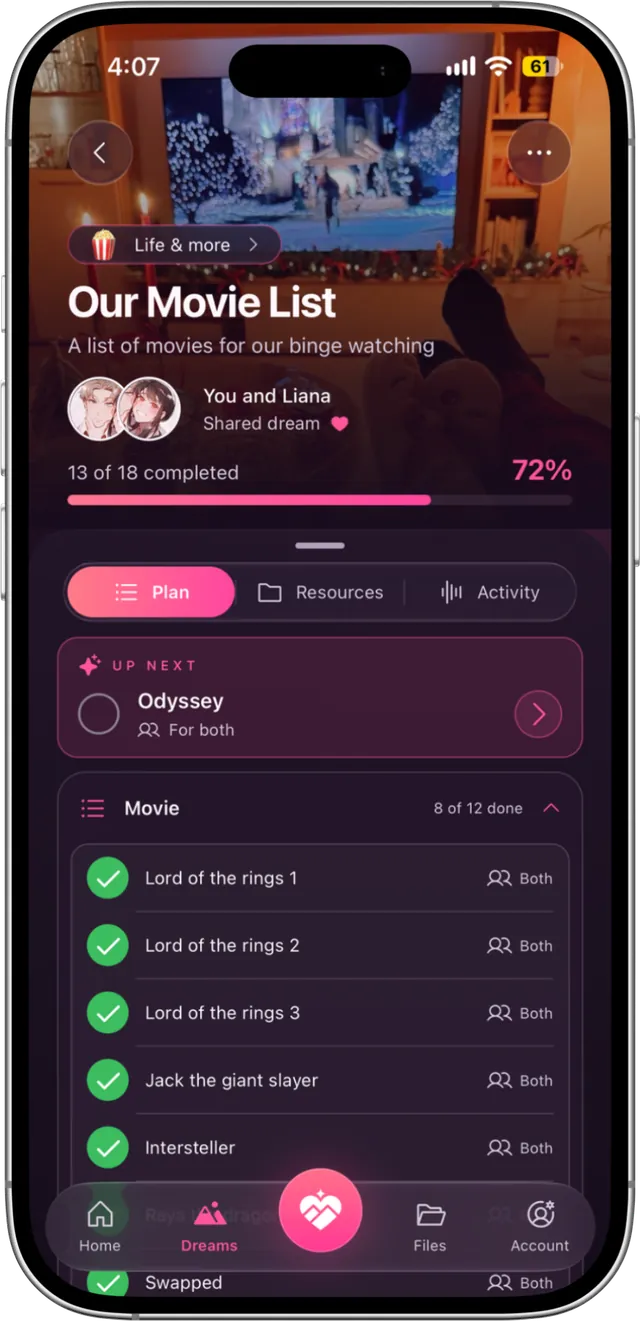 4:07
61
Life & more
Our Movie List
A list of movies for our binge watching
You and Liana
Shared dream
13 of 18 completed
72%
Plan
Resources
Activity
UP NEXT
Odyssey
For both
Movie
8 of 12 done
Lord of the rings 1
Both
Lord of the rings 2
Both
Lord of the rings 3
Both
Jack the giant slayer
Both
Intersteller
Both
Home
Dreams
Files
Account
Swapped
Both